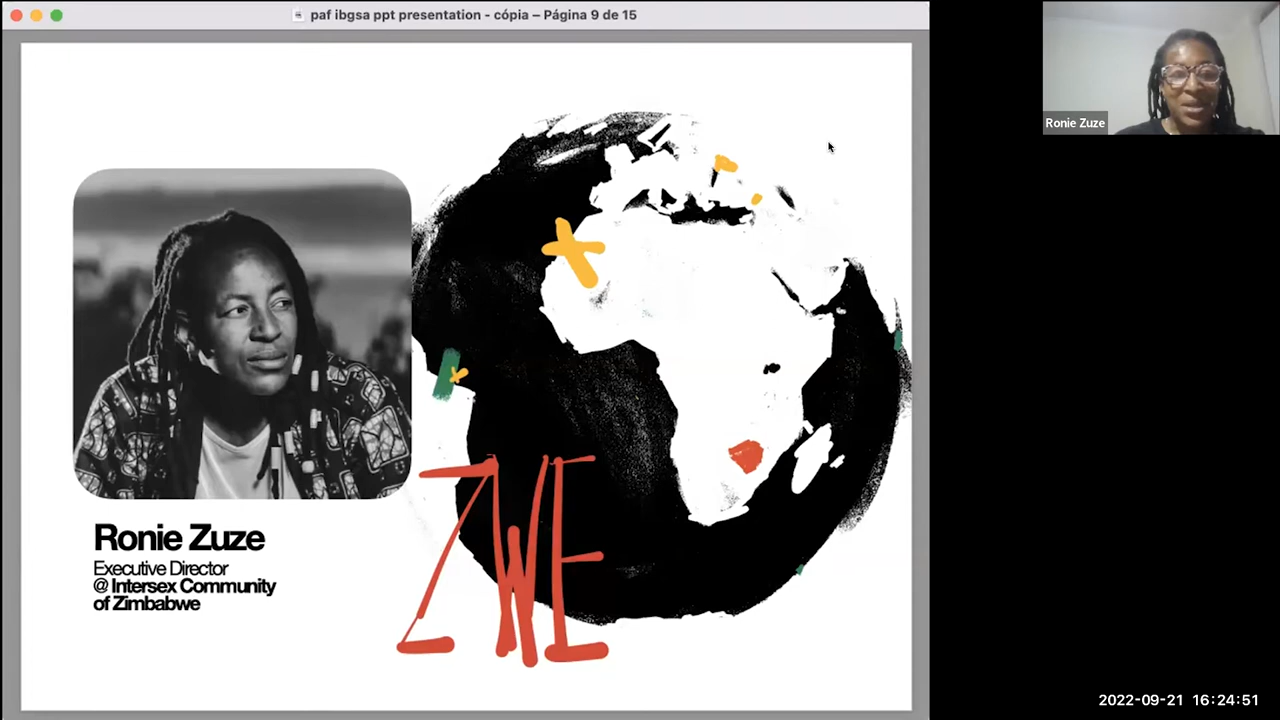 paf ibgsa ppt presentation - cópia – Página 9 de 15
Ronie Zuze
Ronie Zuze
Executive Director
@ Intersex Community
of Zimbabwe
ZWE
2022-09-21 16:24:51